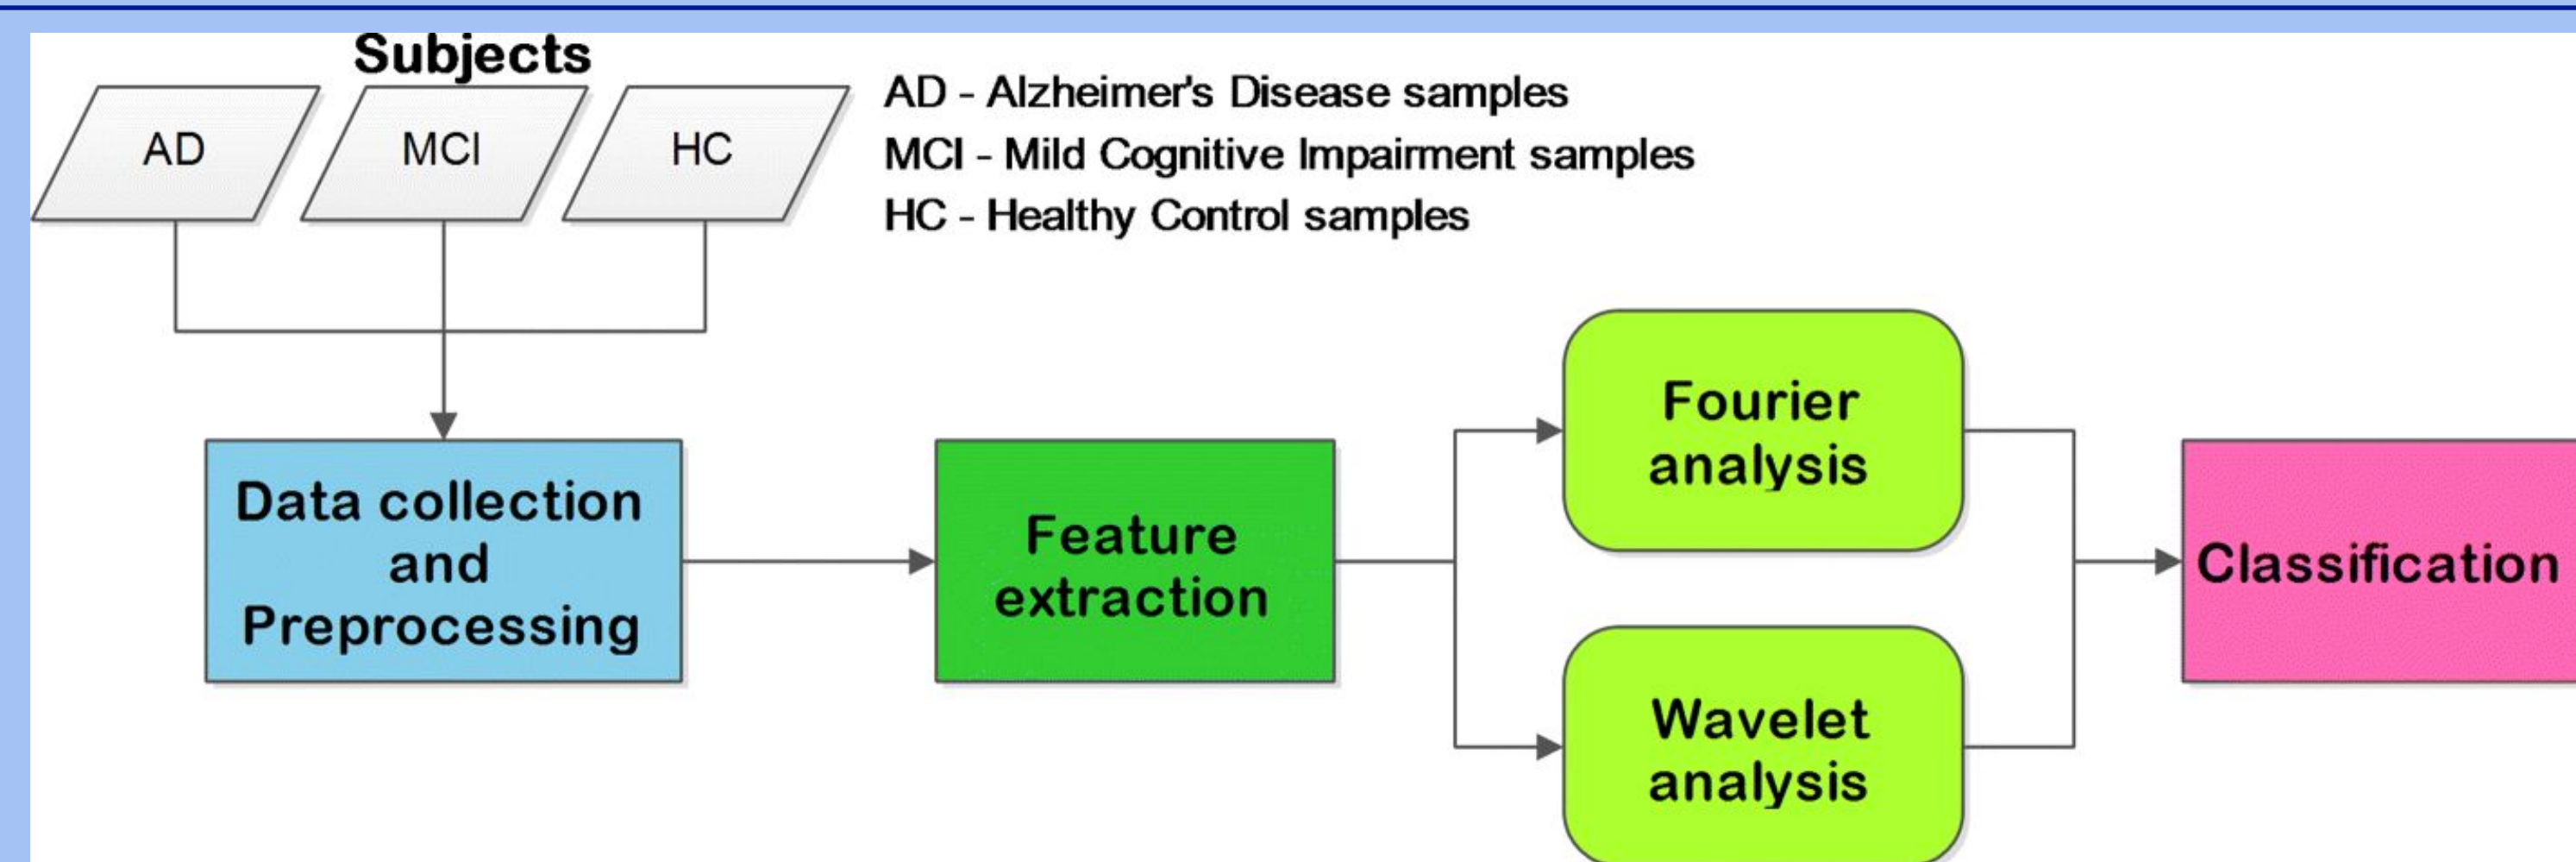 Subjects
AD
MCI
HC
AD - Alzheimer's Disease samples
MCI - Mild Cognitive Impairment samples
HC - Healthy Control samples
Data collection
and
Preprocessing
Feature
extraction
Fourier
analysis
Wavelet
analysis
Classification